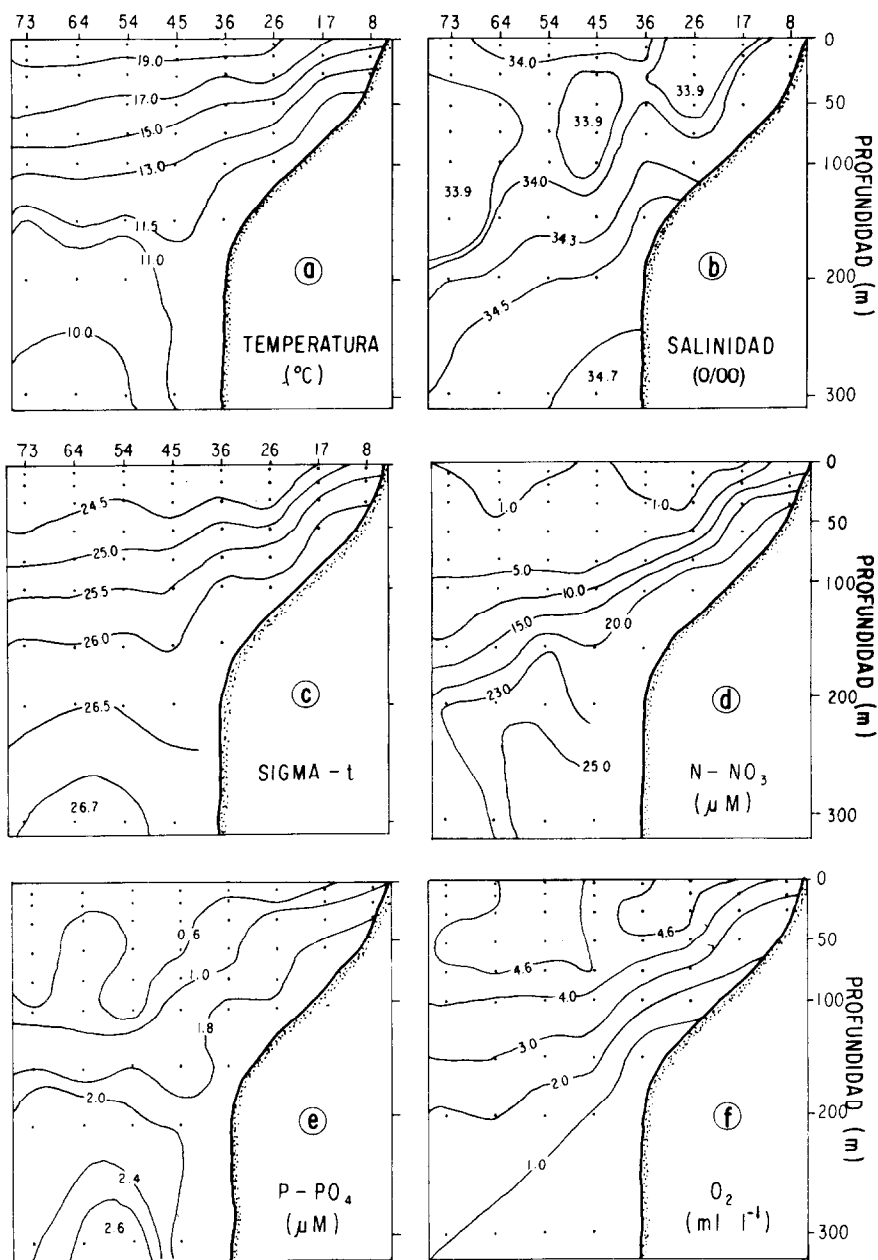 73 64 54 45 36 26 17 8
19.0
17.0
15.0
13.0
11.5
11.0
10.0
a
TEMPERATURA
(°C)
73 64 54 45 36 26 17 8
0
50
100
200
300
PROFUNDIDAD (m)
34.0
33.9
33.9
33.9
34.0
34.3
34.5
34.7
b
SALINIDAD
(0/00)
73 64 54 45 36 26 17 8
24.5
25.0
25.5
26.0
26.5
26.7
c
SIGMA - t
0
50
100
200
300
PROFUNDIDAD (m)
1.0
1.0
5.0
10.0
15.0
20.0
23.0
25.0
d
N - NO3
(μM)
0.6
1.0
1.8
2.0
2.4
2.6
e
P - PO4
(μM)
0
50
100
200
300
PROFUNDIDAD (m)
4.6
4.6
4.0
3.0
2.0
1.0
f
O2
(ml l-1)